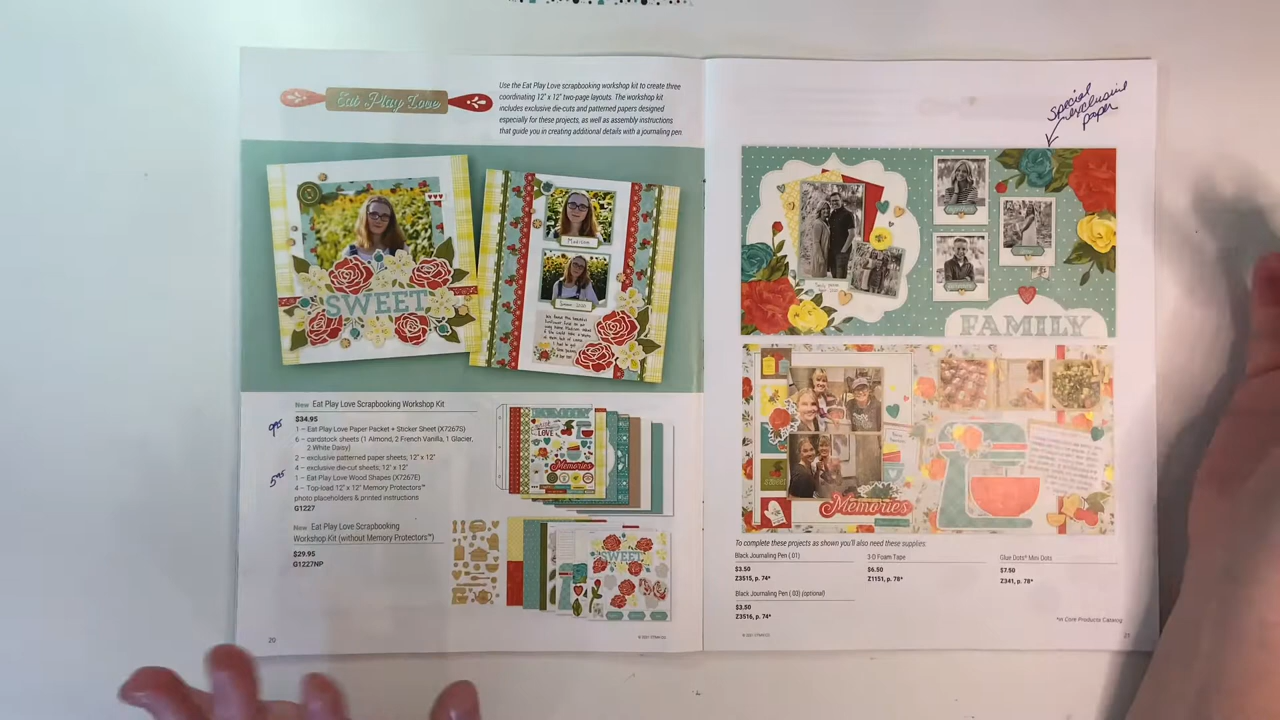 Eat Play Love
Use the Eat Play Love scrapbooking workshop kit to create three
coordinating 12" x 12" two-page layouts. The workshop kit
includes exclusive die-cuts and patterned papers designed
especially for these projects, as well as assembly instructions
that guide you in creating additional details with a journaling pen.
SWEET
Madison
New Eat Play Love Scrapbooking Workshop Kit
$34.95
1 – Eat Play Love Paper Packet + Sticker Sheet (X7267S)
6 – cardstock sheets (1 Almond, 2 French Vanilla, 1 Glacier,
2 White Daisy)
2 – exclusive patterned paper sheets; 12" x 12"
4 – exclusive die-cut sheets; 12" x 12"
1 – Eat Play Love Wood Shapes (X7267E)
4 – Top-load 12" x 12" Memory Protectors™
photo placeholders & printed instructions
G1227
New Eat Play Love Scrapbooking
Workshop Kit (without Memory Protectors™)
$29.95
G1227NP
LOVE
Memories
SWEET
20
special
exclusive
paper
FAMILY
Memories
To complete these projects as shown you'll also need these supplies:
Black Journaling Pen (.01)
$3.50
Z3515, p. 74*
Black Journaling Pen (.03) (optional)
$3.50
Z3516, p. 74*
3-D Foam Tape
$6.50
Z1151, p. 78*
Glue Dots® Mini Dots
$7.50
Z341, p. 78*
*in Core Products Catalog
21